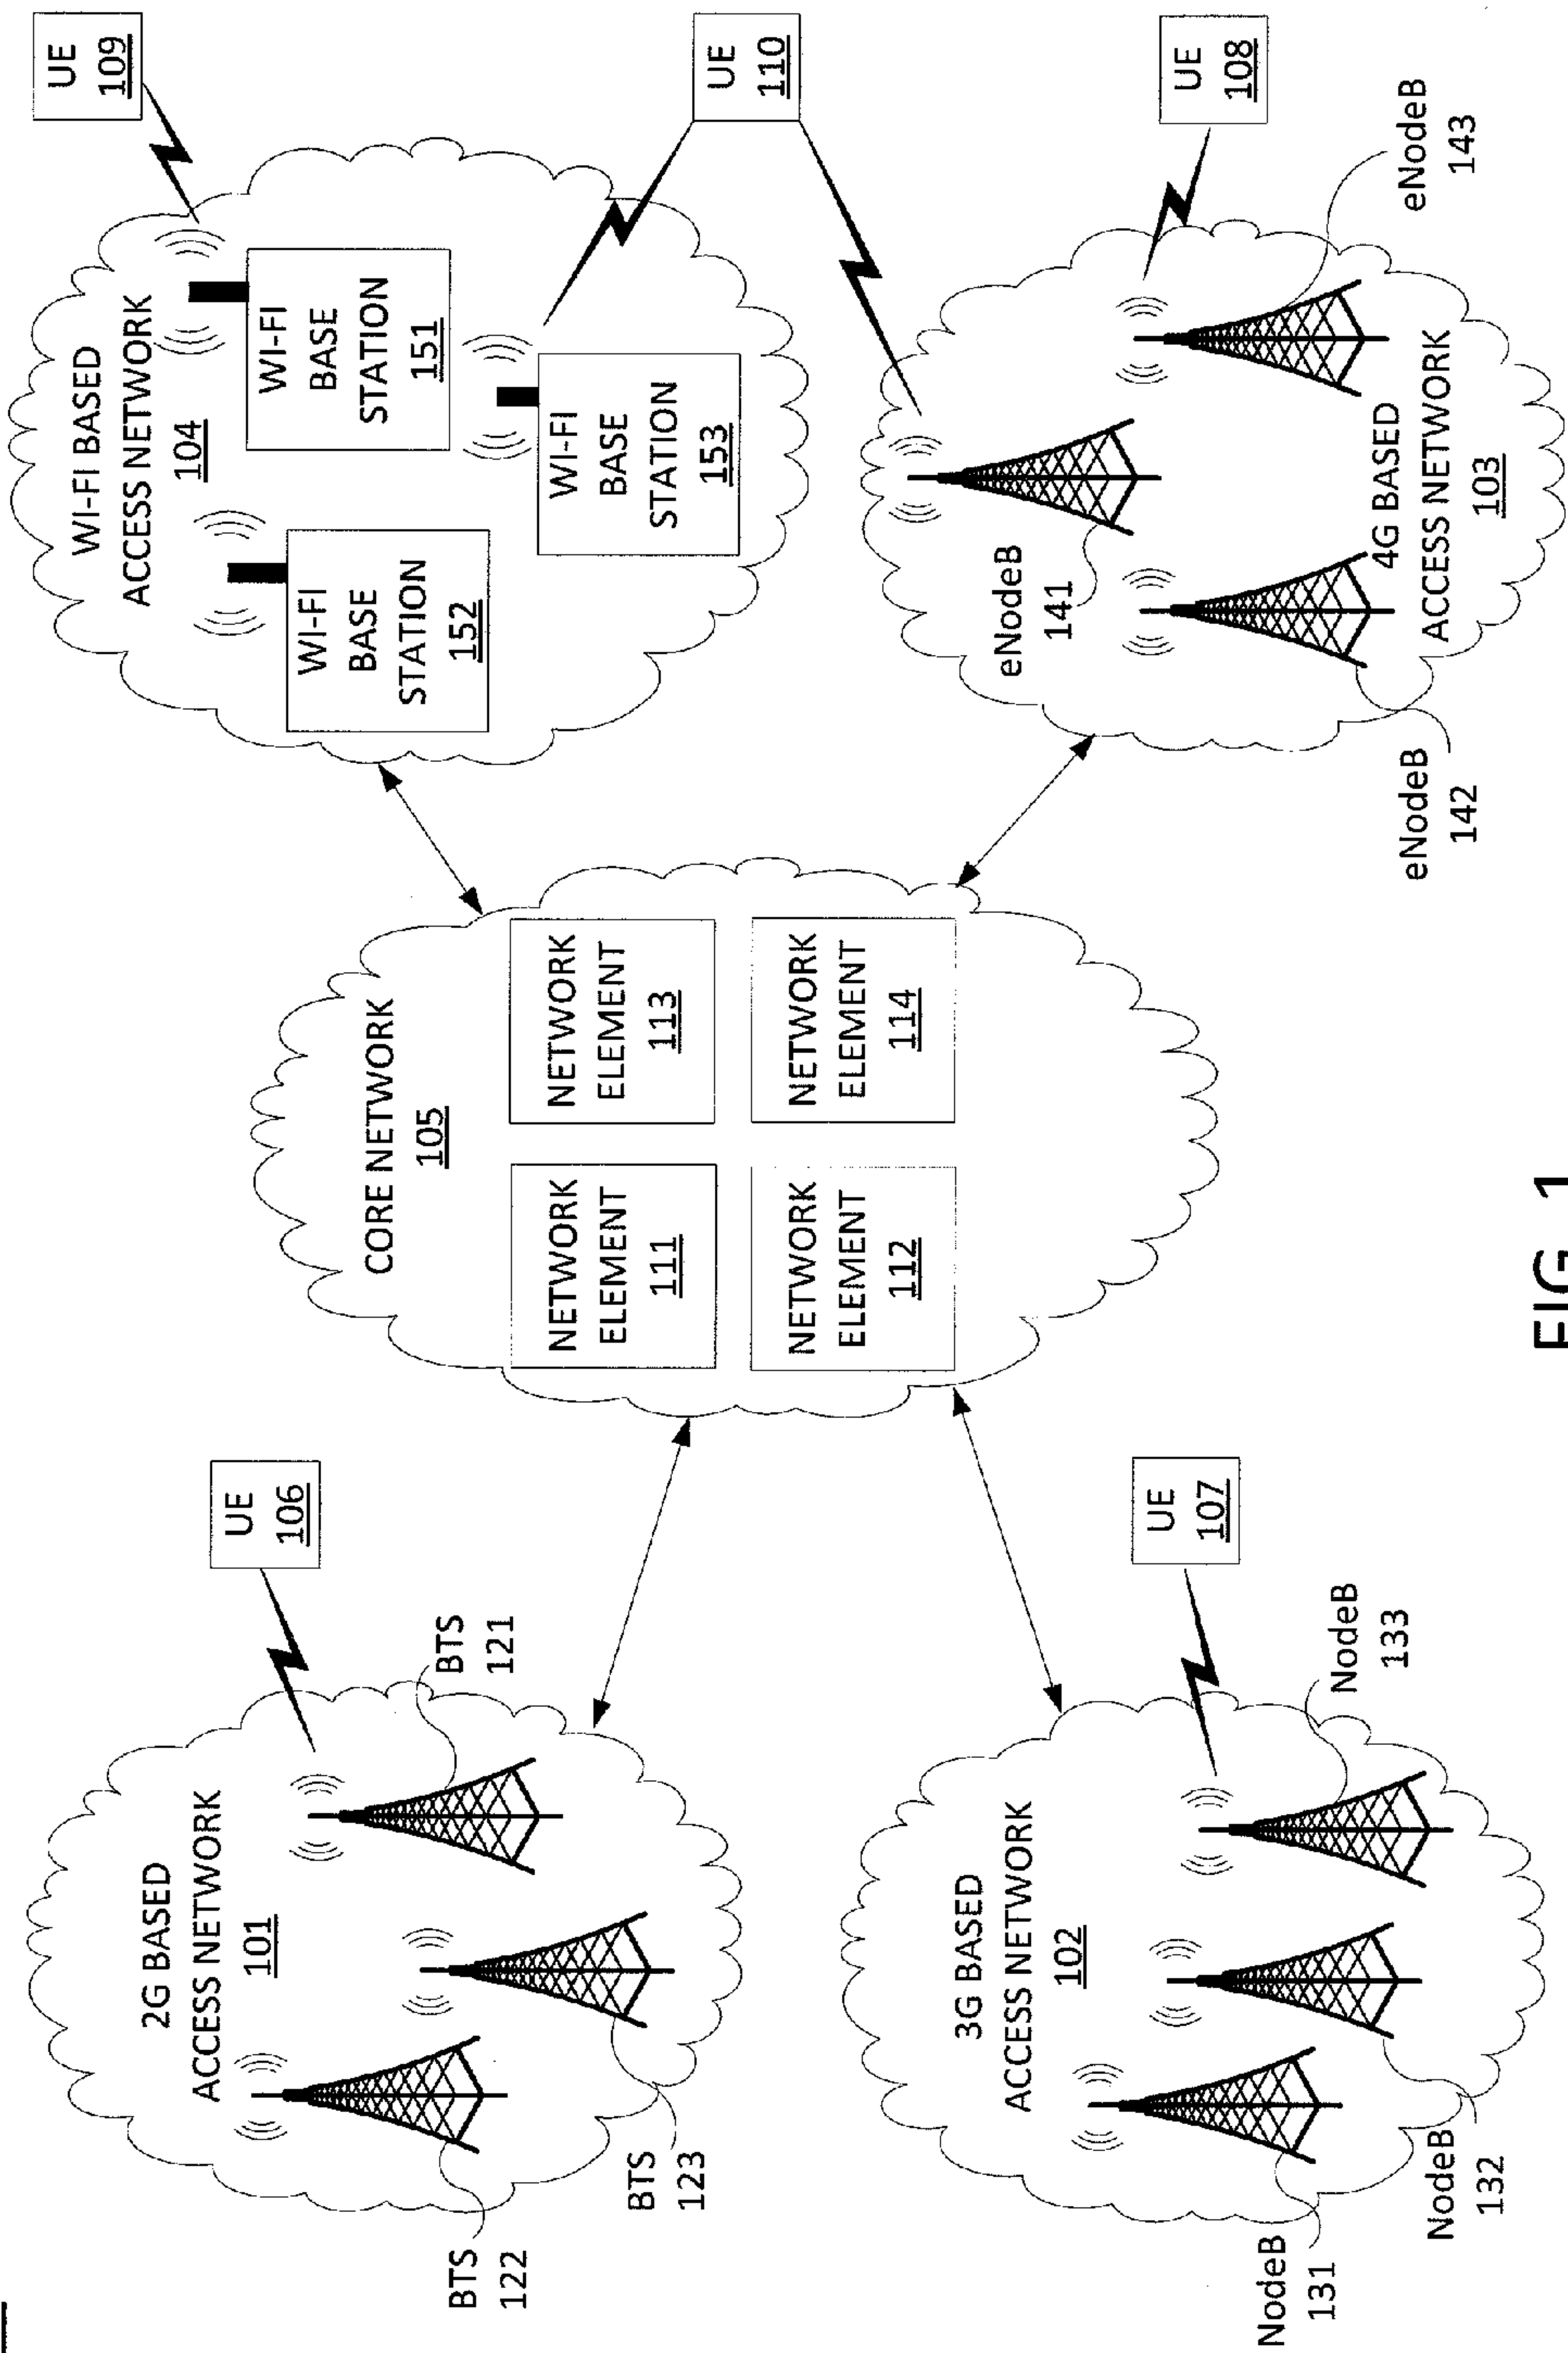 2G BASED
ACCESS NETWORK
101
BTS
122
BTS
123
BTS
121
UE
106
3G BASED
ACCESS NETWORK
102
NodeB
131
NodeB
132
NodeB
133
UE
107
CORE NETWORK
105
NETWORK
ELEMENT
111
NETWORK
ELEMENT
113
NETWORK
ELEMENT
112
NETWORK
ELEMENT
114
WI-FI BASED
ACCESS NETWORK
104
WI-FI
BASE
STATION
152
WI-FI
BASE
STATION
151
WI-FI
BASE
STATION
153
UE
109
UE
110
eNodeB
141
eNodeB
142
eNodeB
143
4G BASED
ACCESS NETWORK
103
UE
108
FIG. 1